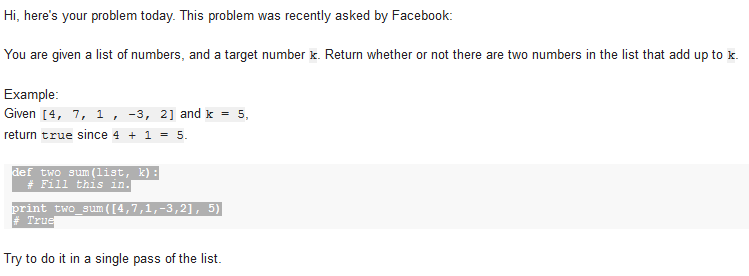 Hi, here's your problem today. This problem was recently asked by Facebook:
You are given a list of numbers, and a target number k. Return whether or not there are two numbers in the list that add up to k.
Example:
Given [4, 7, 1 , -3, 2] and k = 5,
return true since 4 + 1 = 5.
def two_sum(list, k):
# Fill this in.
print two_sum([4,7,1,-3,2], 5)
# True
Try to do it in a single pass of the list.